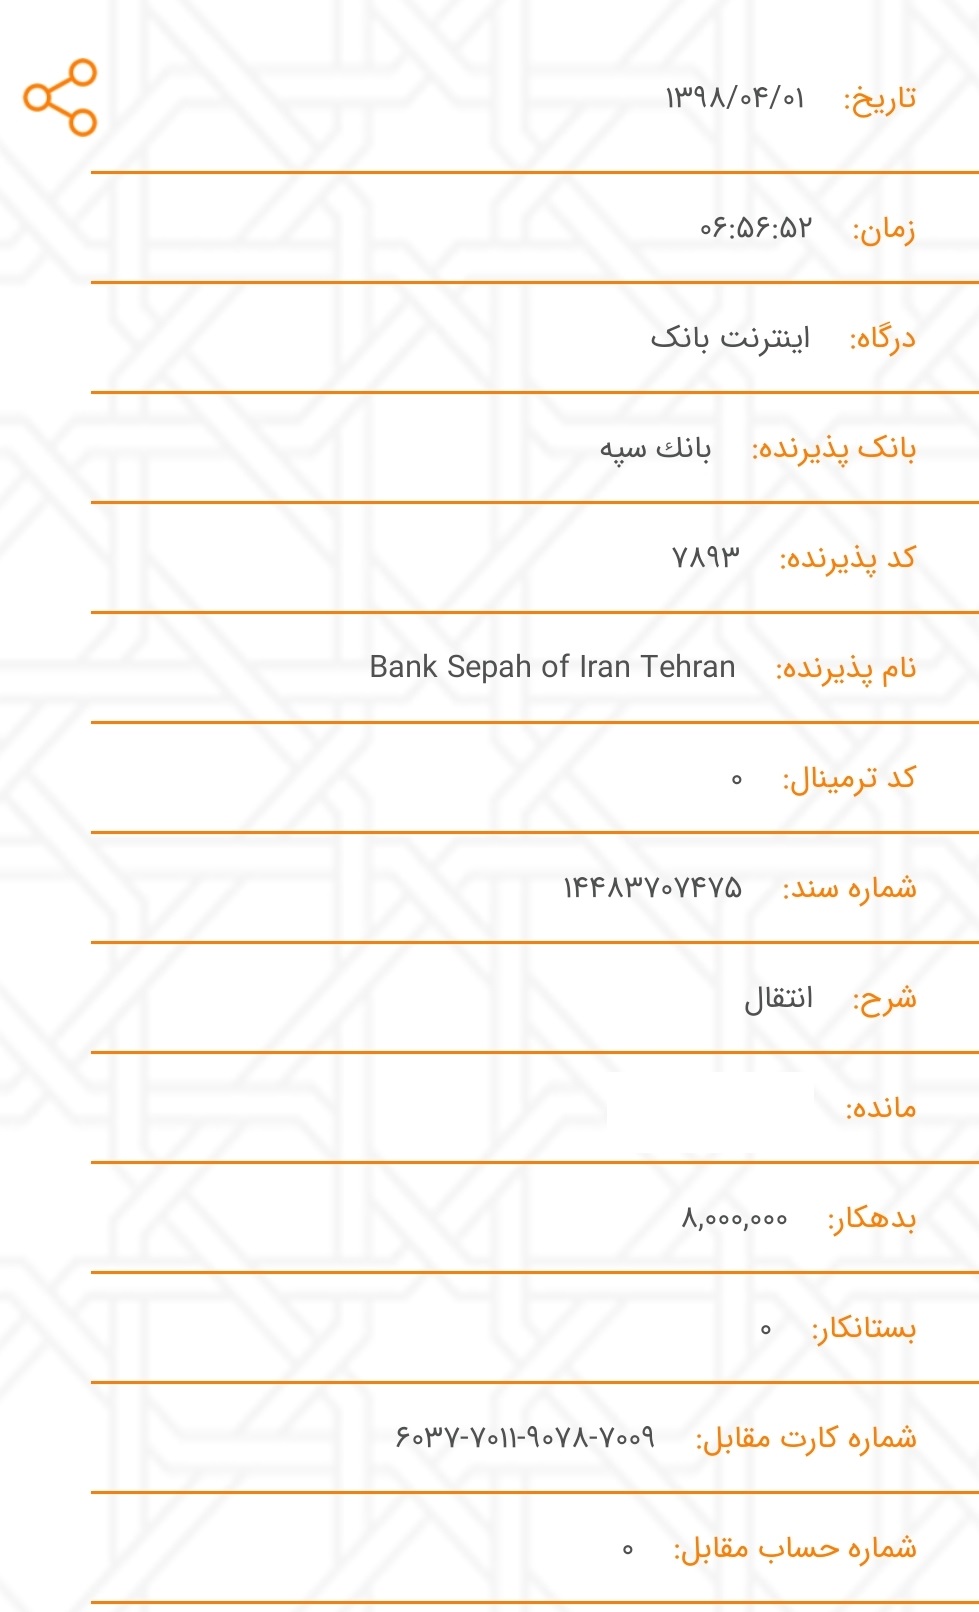 تاریخ: ۱۳۹۸/۰۴/۰۱
زمان: ۰۶:۵۶:۵۲
درگاه: اینترنت بانک
بانک پذیرنده: بانك سپه
کد پذیرنده: ۷۸۹۳
نام پذیرنده: Bank Sepah of Iran Tehran
کد ترمینال: ۰
شماره سند: ۱۴۴۸۳۷۰۷۴۷۵
شرح: انتقال
مانده:
بدهکار: ۸,۰۰۰,۰۰۰
بستانکار: ۰
شماره کارت مقابل: ۶۰۳۷-۷۰۱۱-۹۰۷۸-۷۰۰۹
شماره حساب مقابل: ۰